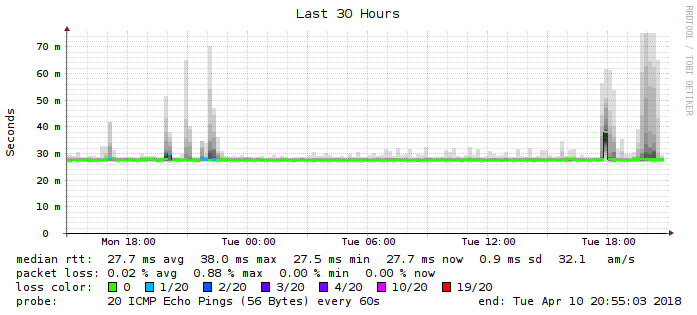 Last 30 Hours
RRDTOOL / TOBI OETIKER
Seconds
70 m
60 m
50 m
40 m
30 m
20 m
10 m
0
Mon 18:00 Tue 00:00 Tue 06:00 Tue 12:00 Tue 18:00
median rtt: 27.7 ms avg 38.0 ms max 27.5 ms min 27.7 ms now 0.9 ms sd 32.1 am/s
packet loss: 0.02 % avg 0.88 % max 0.00 % min 0.00 % now
loss color: 0 1/20 2/20 3/20 4/20 10/20 19/20
probe: 20 ICMP Echo Pings (56 Bytes) every 60s end: Tue Apr 10 20:55:03 2018